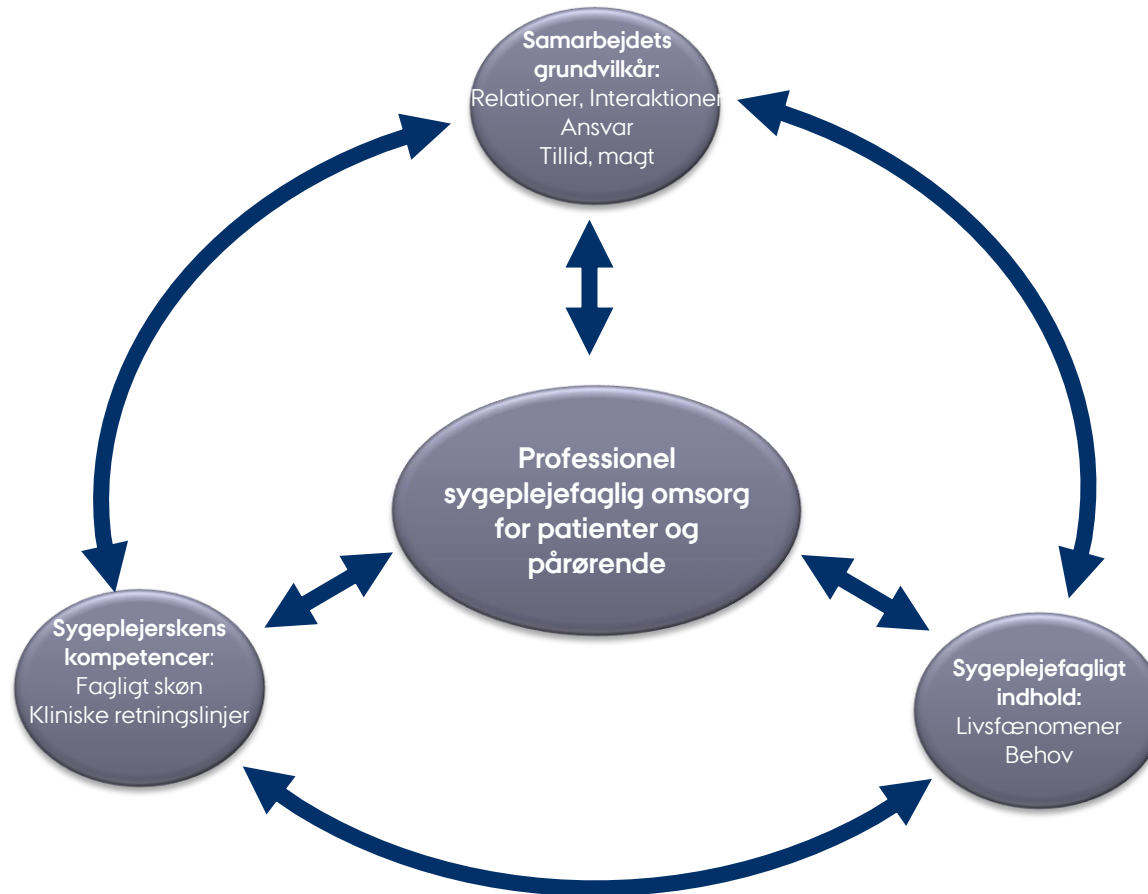 Samarbejdets
grundvilkår:
Relationer, Interaktioner
Ansvar
Tillid, magt
Professionel
sygeplejefaglig omsorg
for patienter og
pårørende
Sygeplejerskens
kompetencer:
Fagligt skøn
Kliniske retningslinjer
Sygeplejefagligt
indhold:
Livsfænomener
Behov